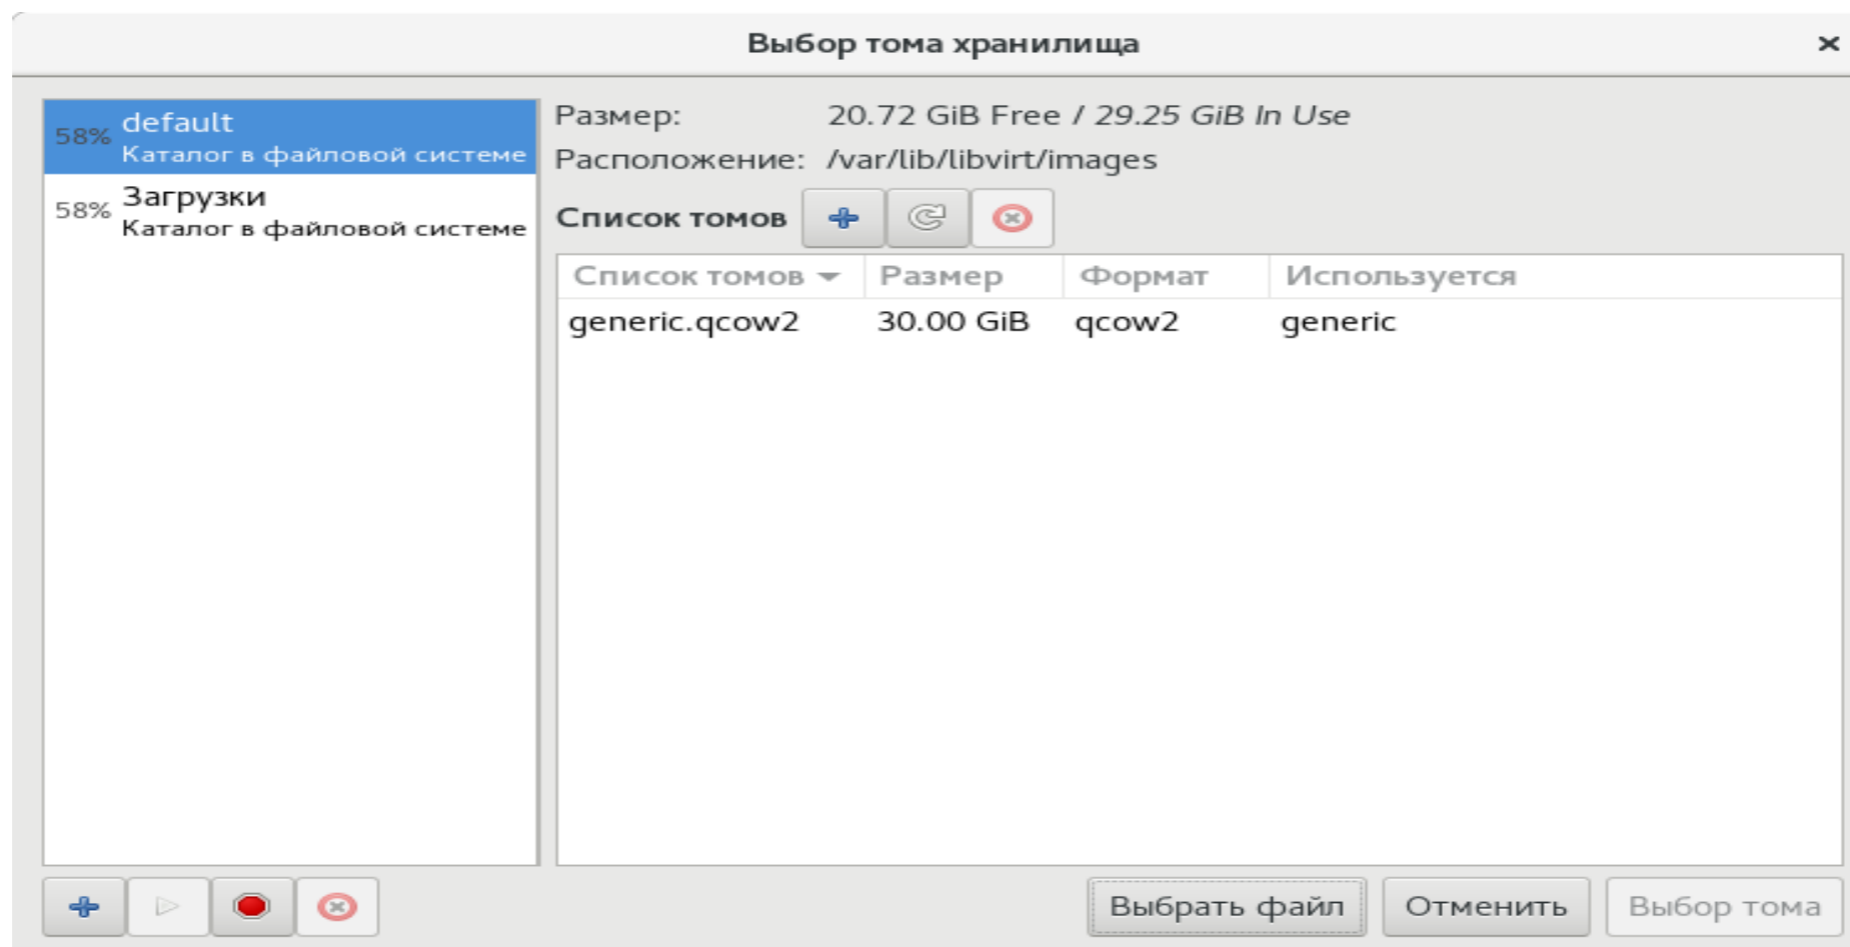 Выбор тома хранилища
58% default
Каталог в файловой системе
58% Загрузки
Каталог в файловой системе
Размер: 20.72 GiB Free / 29.25 GiB In Use
Расположение: /var/lib/libvirt/images
Список томов
Список томов Размер Формат Используется
generic.qcow2 30.00 GiB qcow2 generic
Выбрать файл Отменить Выбор тома